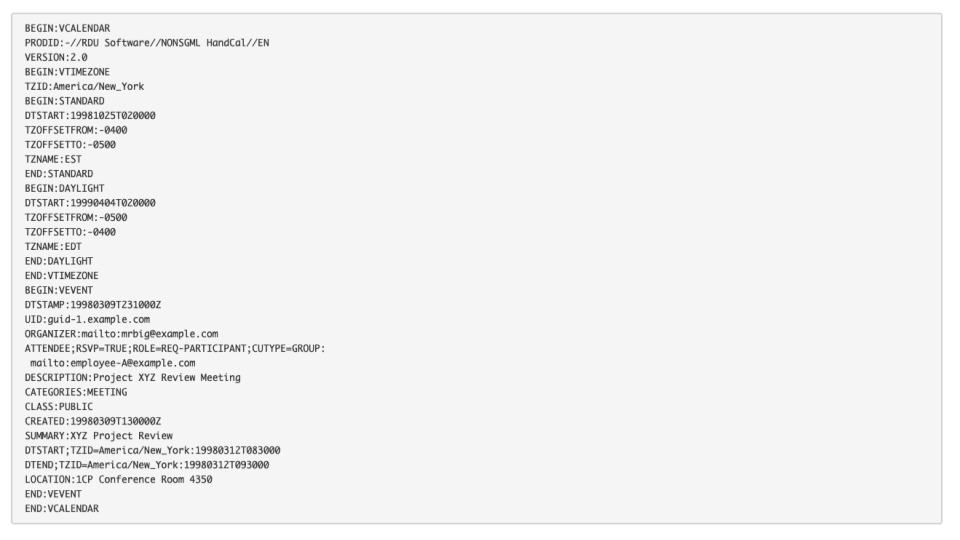 BEGIN:VCALENDAR
PRODID:-//RDU Software//NONSGML HandCal//EN
VERSION:2.0
BEGIN:VTIMEZONE
TZID:America/New_York
BEGIN:STANDARD
DTSTART:19981025T020000
TZOFFSETFROM:-0400
TZOFFSETTO:-0500
TZNAME:EST
END:STANDARD
BEGIN:DAYLIGHT
DTSTART:19990404T020000
TZOFFSETFROM:-0500
TZOFFSETTO:-0400
TZNAME:EDT
END:DAYLIGHT
END:VTIMEZONE
BEGIN:VEVENT
DTSTAMP:19980309T231000Z
UID:guid-1.example.com
ORGANIZER:mailto:mrbig@example.com
ATTENDEE;RSVP=TRUE;ROLE=REQ-PARTICIPANT;CUTYPE=GROUP:
 mailto:employee-A@example.com
DESCRIPTION:Project XYZ Review Meeting
CATEGORIES:MEETING
CLASS:PUBLIC
CREATED:19980309T130000Z
SUMMARY:XYZ Project Review
DTSTART;TZID=America/New_York:19980312T083000
DTEND;TZID=America/New_York:19980312T093000
LOCATION:1CP Conference Room 4350
END:VEVENT
END:VCALENDAR